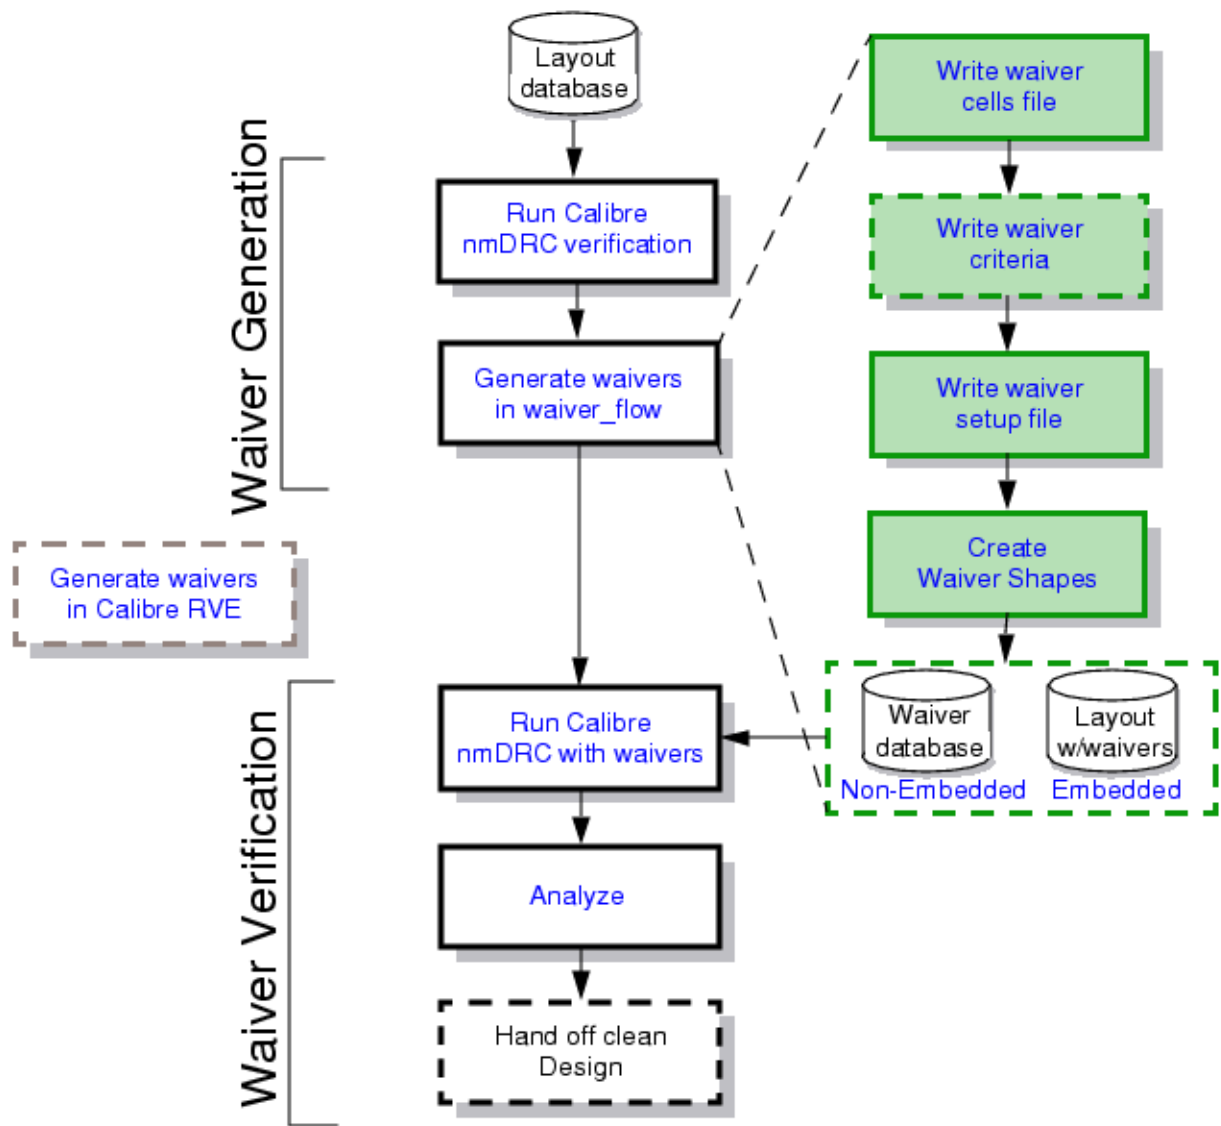 Layout
database
Waiver Generation
Run Calibre
nmDRC verification
Generate waivers
in waiver_flow
Generate waivers
in Calibre RVE
Waiver Verification
Run Calibre
nmDRC with waivers
Analyze
Hand off clean
Design
Write waiver
cells file
Write waiver
criteria
Write waiver
setup file
Create
Waiver Shapes
Waiver
database
Non-Embedded
Layout
w/waivers
Embedded